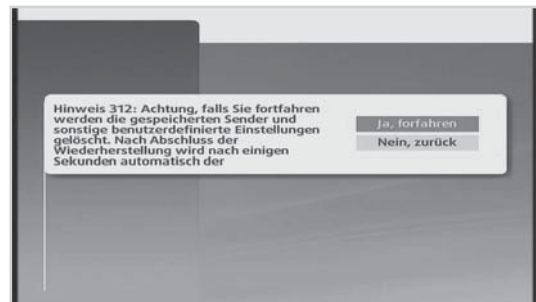 Hinweis 312: Achtung, falls Sie fortfahren
werden die gespeicherten Sender und
sonstige benutzerdefinierte Einstellungen
gelöscht. Nach Abschluss der
Wiederherstellung wird nach einigen
Sekunden automatisch der
Ja, forfahren
Nein, zurück